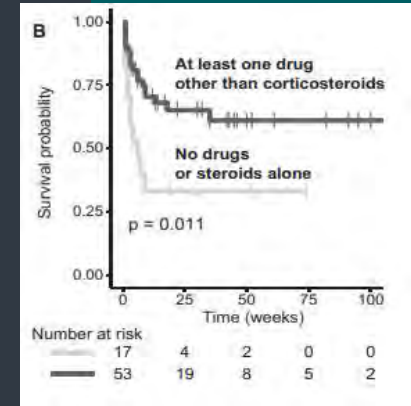 B
1.00
At least one drug
other than corticosteroids
0.75
Survival probability
0.50
No drugs
or steroids alone
0.25
p = 0.011
0.00
0 25 50 75 100
Time (weeks)
Number at risk
17 4 2 0 0
53 19 8 5 2